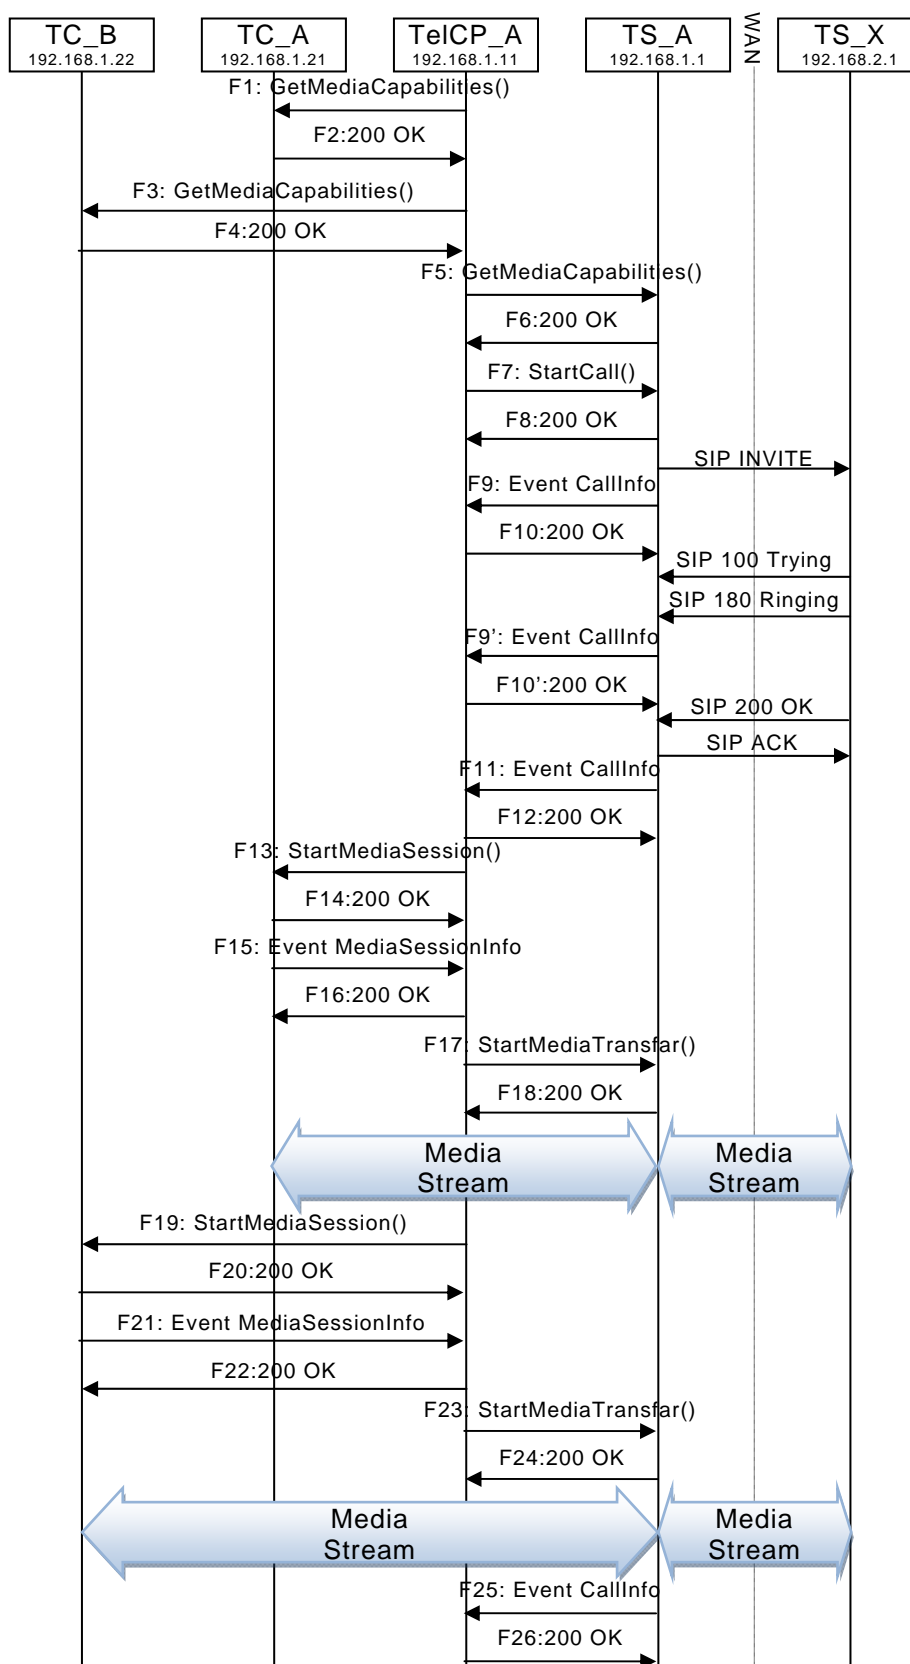 TC_B
192.168.1.22
TC_A
192.168.1.21
TelCP_A
192.168.1.11
TS_A
192.168.1.1
WAN
TS_X
192.168.2.1
F1: GetMediaCapabilities()
F2:200 OK
F3: GetMediaCapabilities()
F4:200 OK
F5: GetMediaCapabilities()
F6:200 OK
F7: StartCall()
F8:200 OK
SIP INVITE
F9: Event CallInfo
F10:200 OK
SIP 100 Trying
SIP 180 Ringing
F9': Event CallInfo
F10':200 OK
SIP 200 OK
SIP ACK
F11: Event CallInfo
F12:200 OK
F13: StartMediaSession()
F14:200 OK
F15: Event MediaSessionInfo
F16:200 OK
F17: StartMediaTransfar()
F18:200 OK
Media
Stream
Media
Stream
F19: StartMediaSession()
F20:200 OK
F21: Event MediaSessionInfo
F22:200 OK
F23: StartMediaTransfar()
F24:200 OK
Media
Stream
Media
Stream
F25: Event CallInfo
F26:200 OK